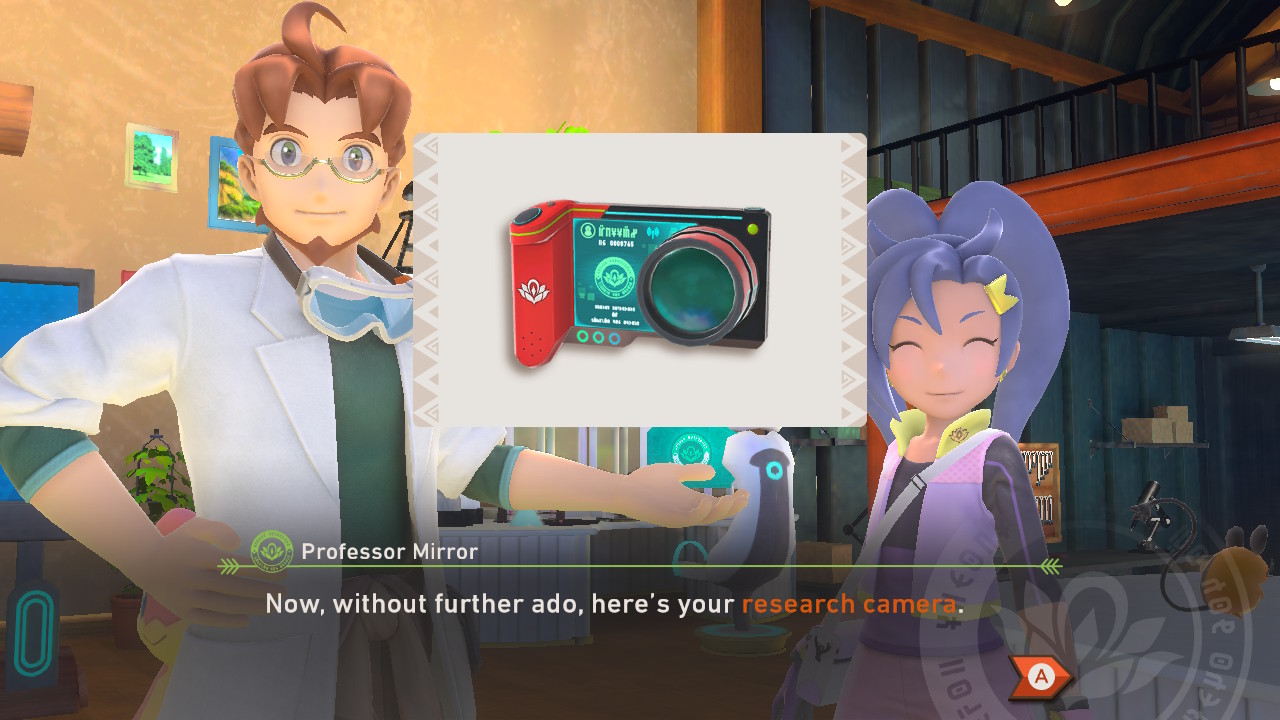 Professor Mirror
Now, without further ado, here's your research camera.
A